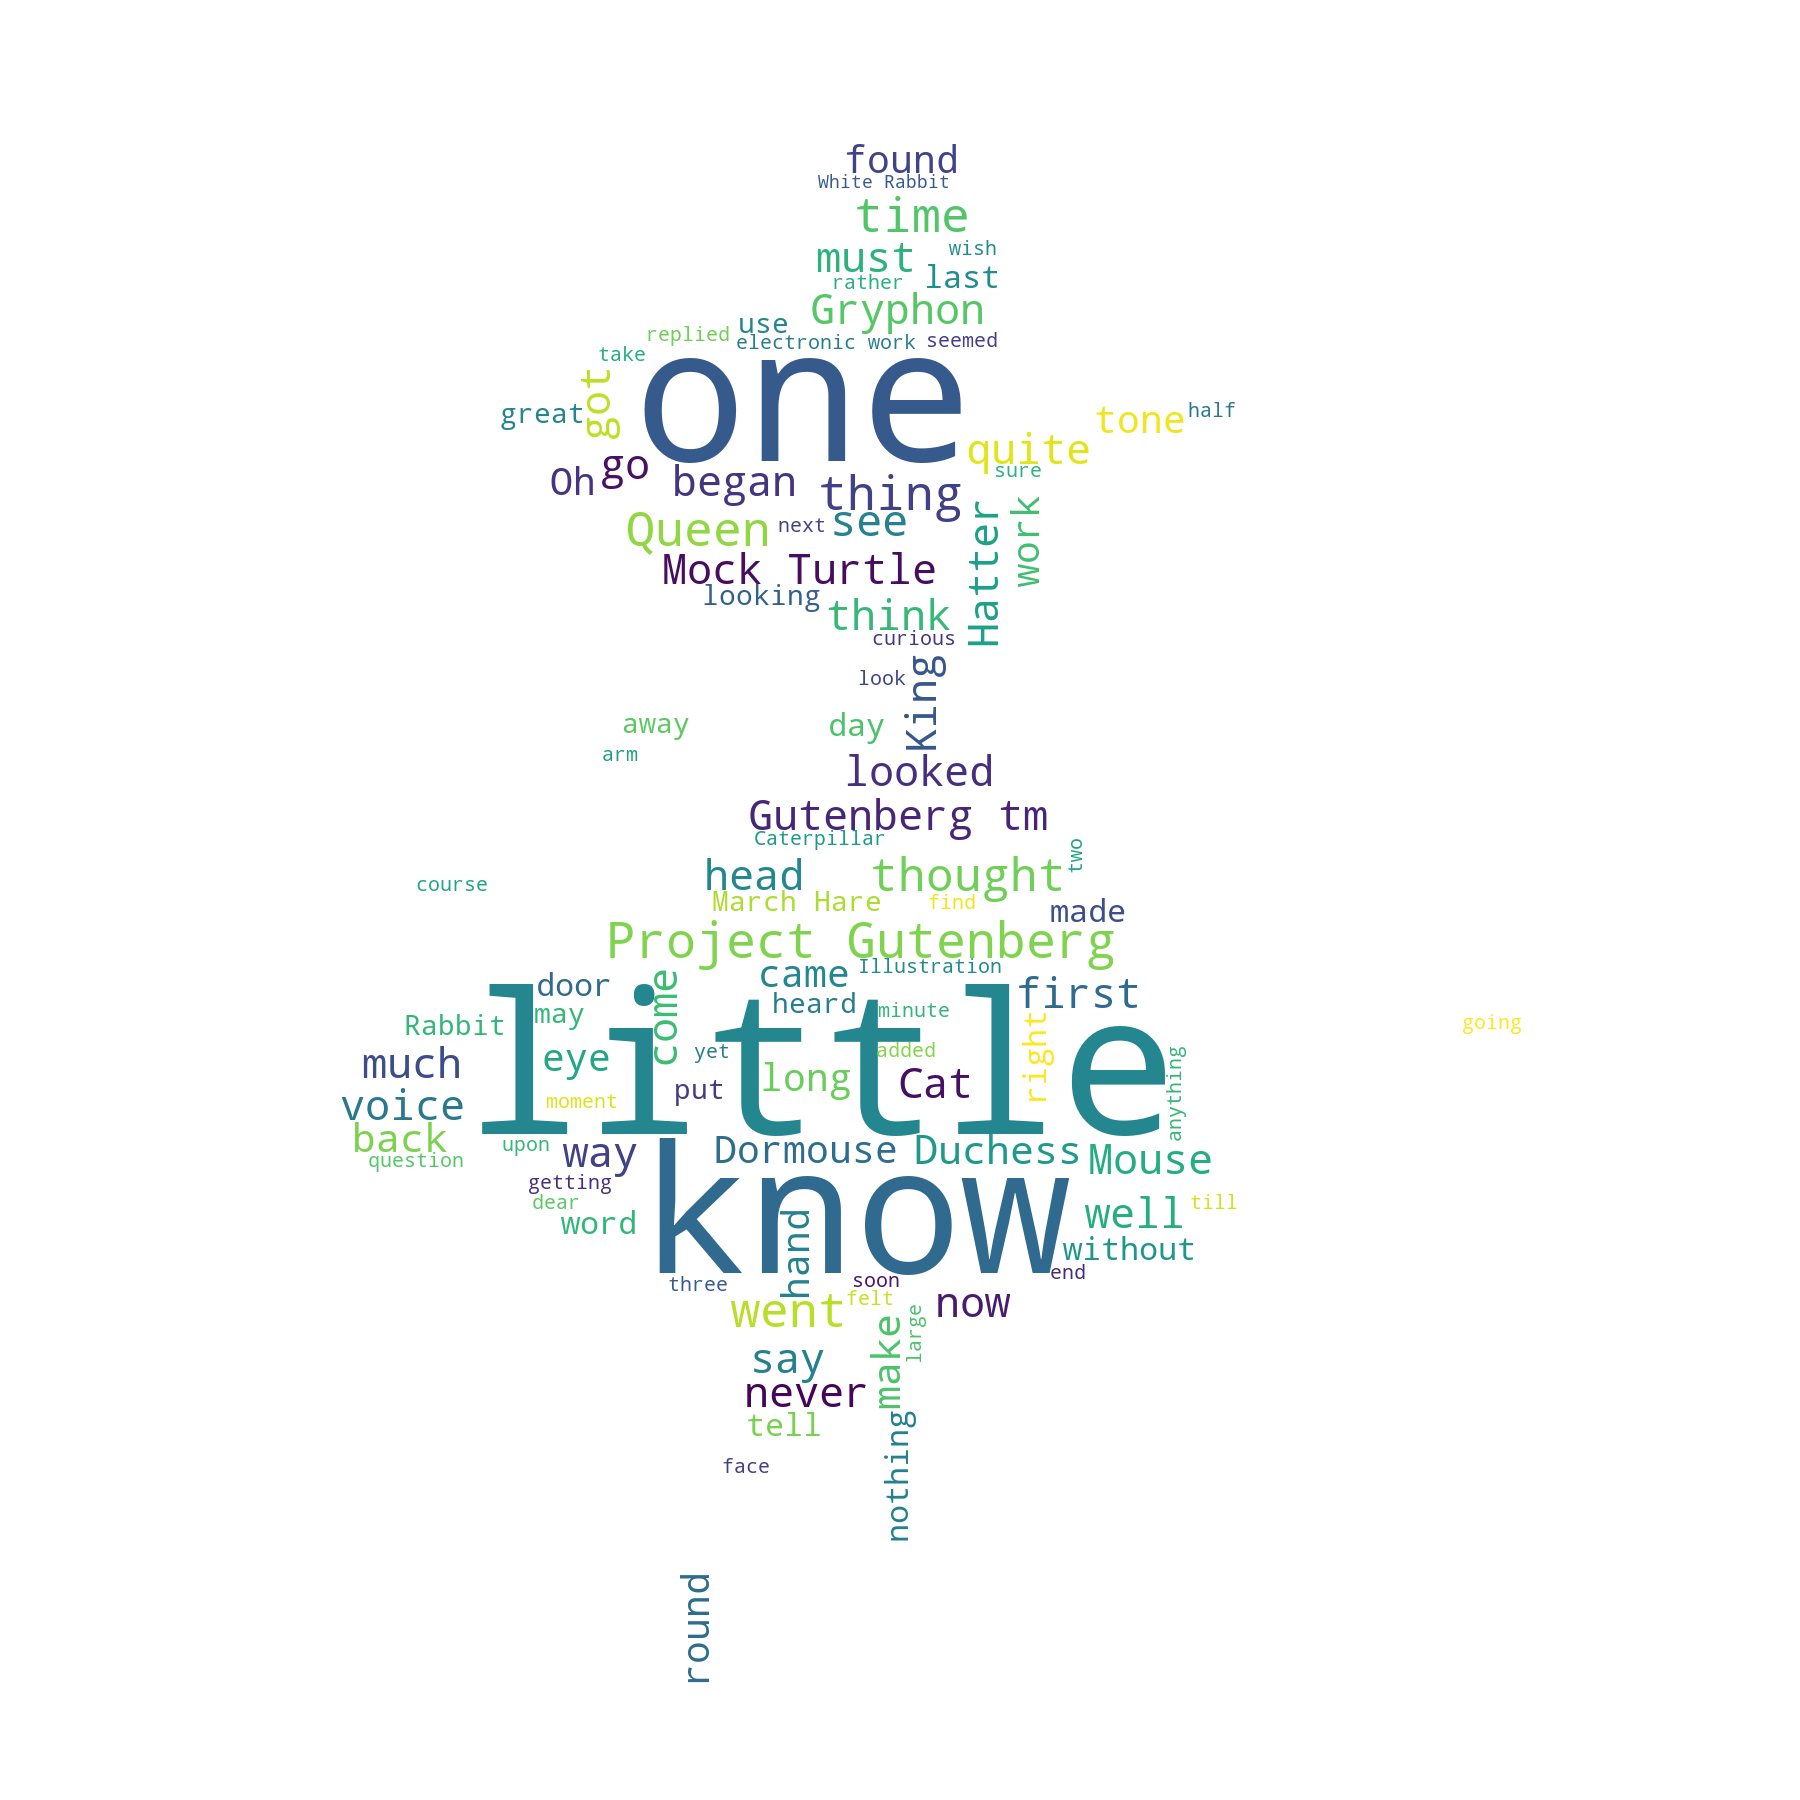 found
White Rabbit
time
must wish
rather last
Gryphon
use
replied electronic work seemed
take
one
got
great tone half
quite
go sure
Oh began thing
work
Hatter
Queen next see
Mock Turtle
looking
think
curious
look
King
away day
arm
looked
Gutenberg tm
Caterpillar two
head thought
course
March Hare find made
Project Gutenberg
came Illustration
door come first
little
heard
may minute
Rabbit right going
eye yet added
much anything
long
put Cat
voice moment
back Dormouse Duchess
upon way Mouse
question
getting
know
dear till
word hand well
without
three soon end
went felt now
large
make
say
never
tell
nothing
face
round